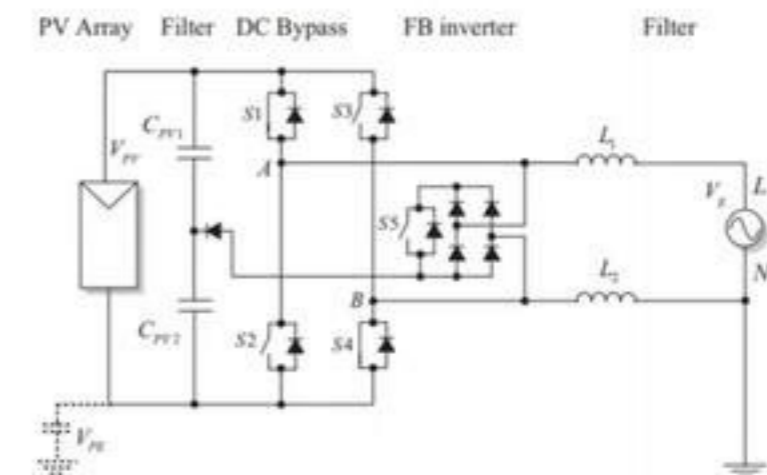 PV Array Filter DC Bypass FB inverter Filter
S1 S3
C_PV1
V_PV
A
L_1
V_g L
S5
N
L_2
B
C_PV2
S2 S4
V_PE